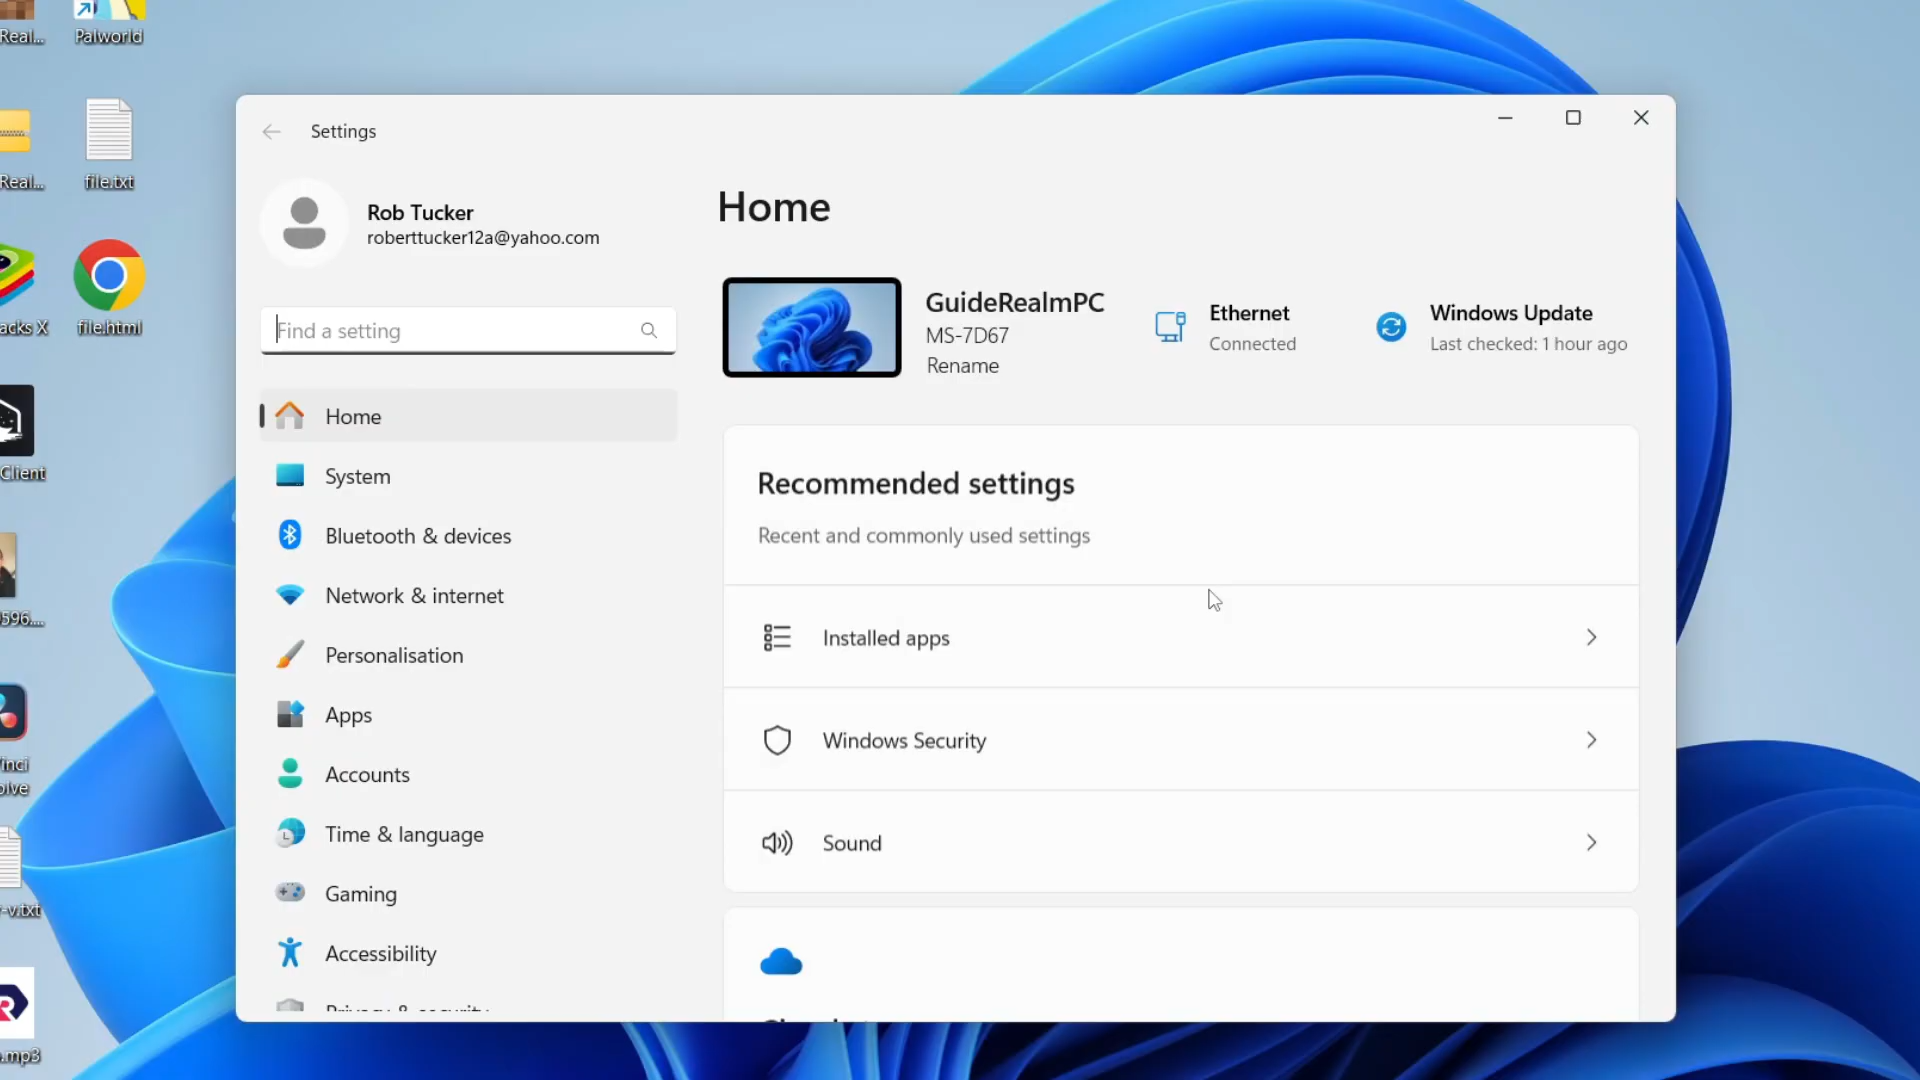 Real...
Palworld
Real...
file.txt
acks X
file.html
Client
596....
inci
olve
-v.txt
.mp3
Settings
Rob Tucker
roberttucker12a@yahoo.com
Find a setting
Home
System
Bluetooth & devices
Network & internet
Personalisation
Apps
Accounts
Time & language
Gaming
Accessibility
Privacy & security
Home
GuideRealmPC
MS-7D67
Rename
Ethernet
Connected
Windows Update
Last checked: 1 hour ago
Recommended settings
Recent and commonly used settings
Installed apps
Windows Security
Sound